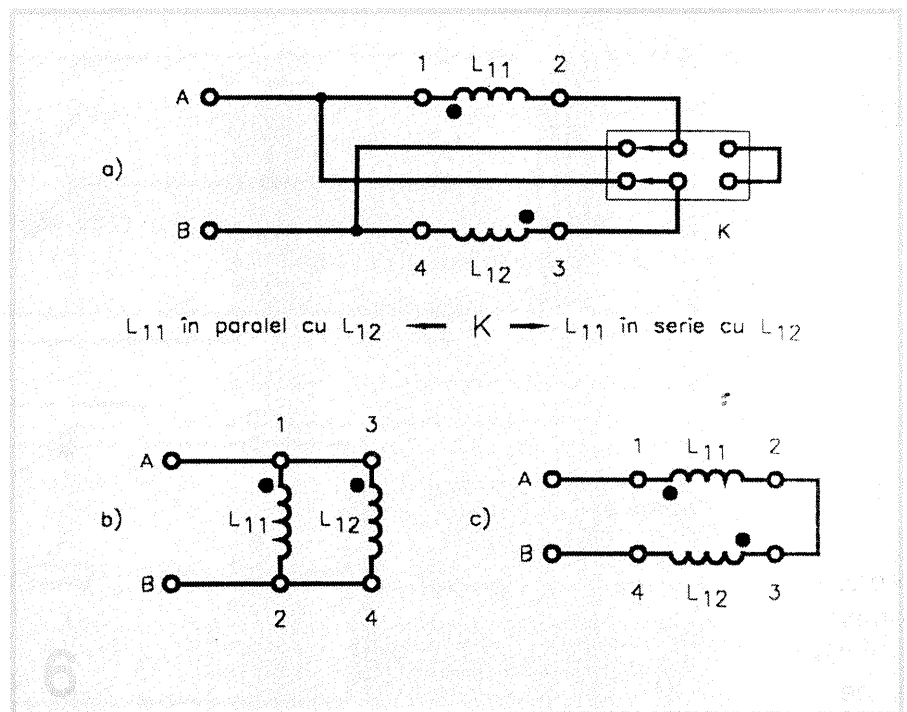 1 L11 2
A
a)
B
K
4 L12 3
L11 în paralel cu L12 K L11 în serie cu L12
1 3
A
b) L11 L12
B
2 4
1 L11 2
A
c)
B
4 L12 3
6